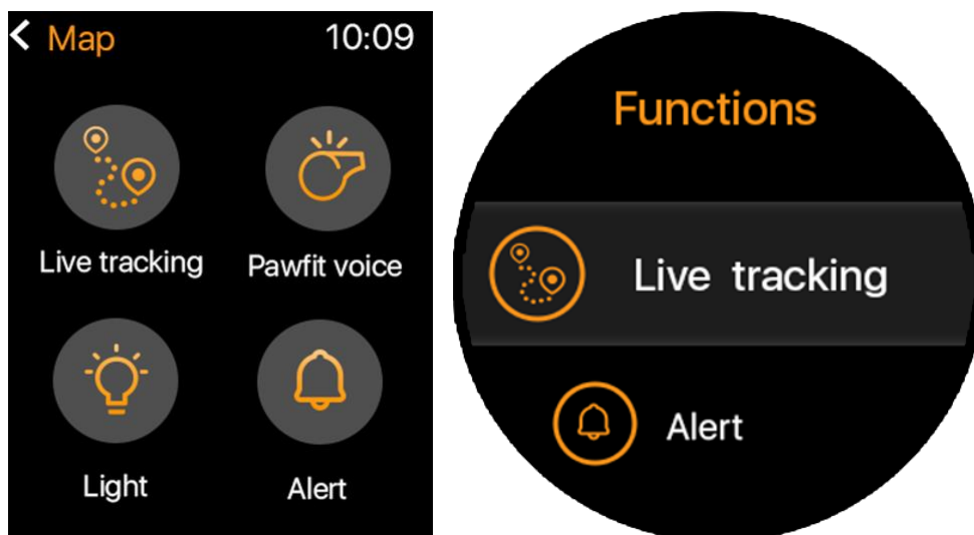 Map 10:09
Live tracking Pawfit voice
Light Alert
Functions
Live tracking
Alert